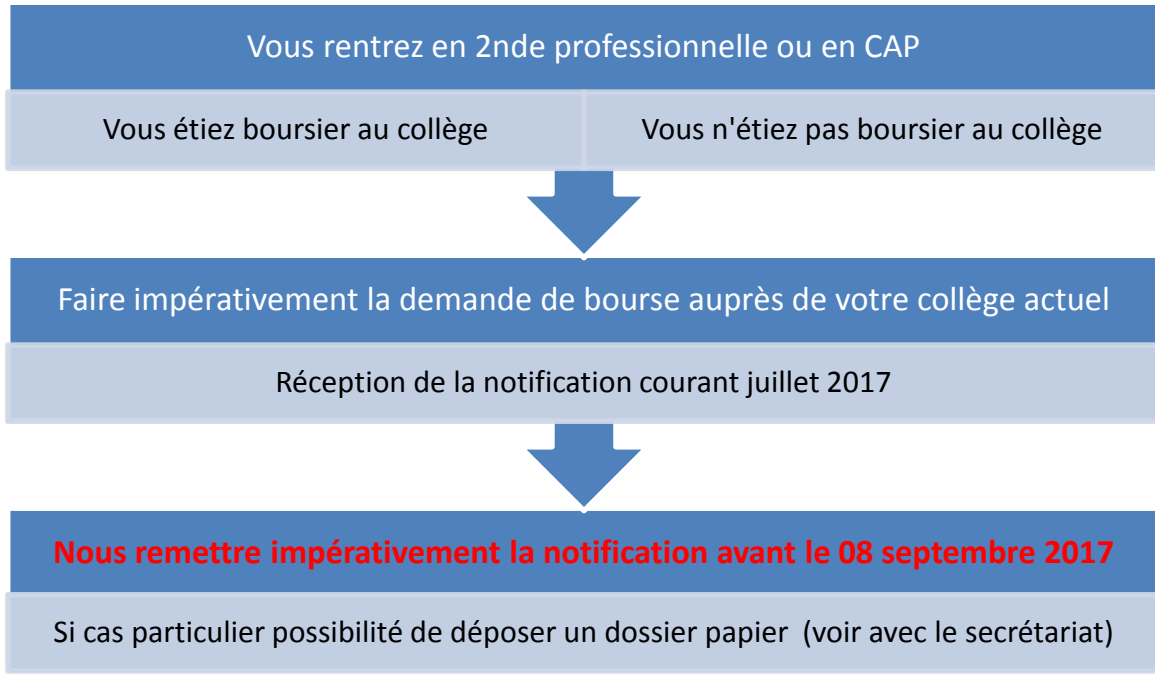 Vous rentrez en 2nde professionnelle ou en CAP
Vous étiez boursier au collège
Vous n'étiez pas boursier au collège
Faire impérativement la demande de bourse auprès de votre collège actuel
Réception de la notification courant juillet 2017
Nous remettre impérativement la notification avant le 08 septembre 2017
Si cas particulier possibilité de déposer un dossier papier (voir avec le secrétariat)